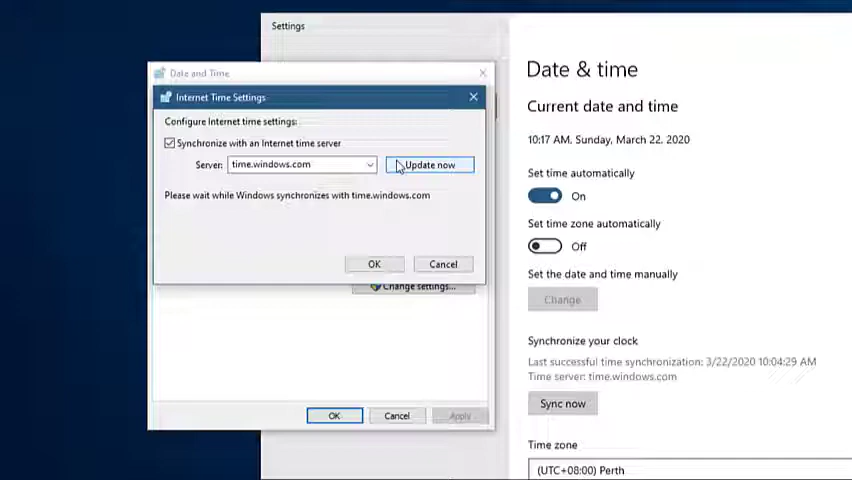 Settings
Date and Time
Internet Time Settings
Configure Internet time settings:
Synchronize with an Internet time server
Server: time.windows.com Update now
Please wait while Windows synchronizes with time.windows.com
OK Cancel
Change settings...
OK Cancel Apply
Date & time
Current date and time
10:17 AM, Sunday, March 22, 2020
Set time automatically
On
Set time zone automatically
Off
Set the date and time manually
Change
Synchronize your clock
Last successful time synchronization: 3/22/2020 10:04:29 AM
Time server: time.windows.com
Sync now
Time zone
(UTC+08:00) Perth